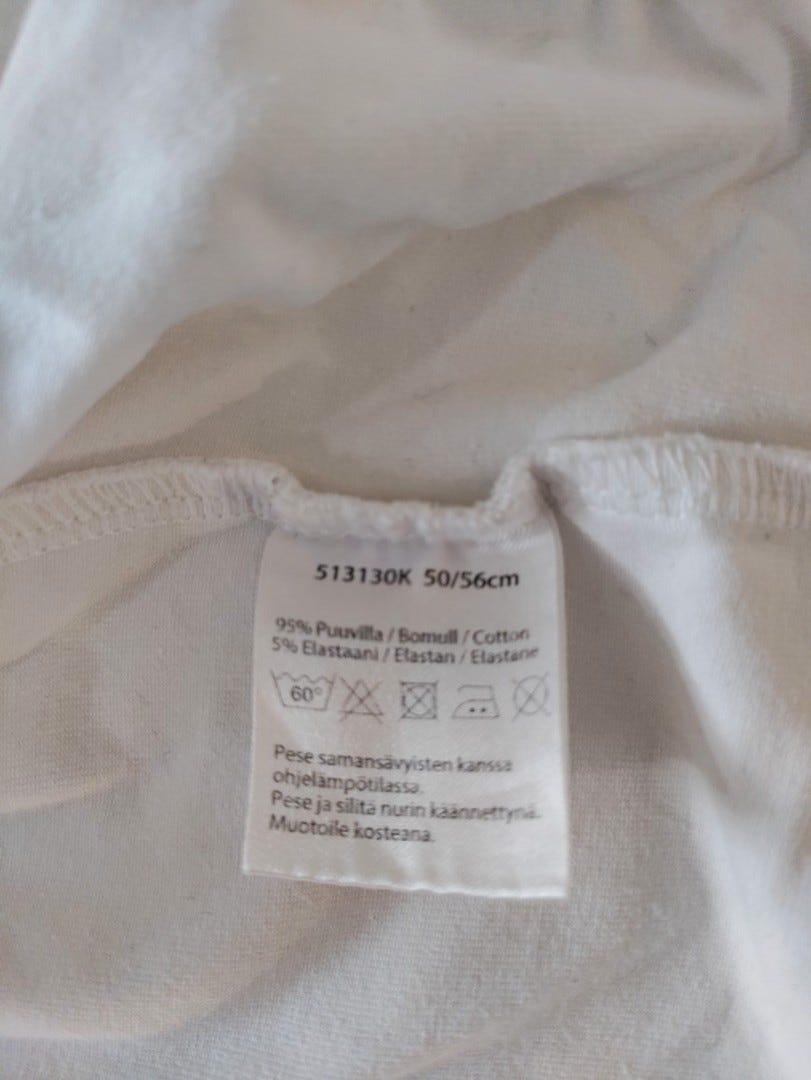 513130K 50/56cm
95% Puuvilla / Bomull / Cotton
5% Elastaani / Elastan / Elastane
60°
Pese samansävyisten kanssa
ohjelämpötilassa.
Pese ja silitä nurin käännettynä.
Muotoile kosteana.